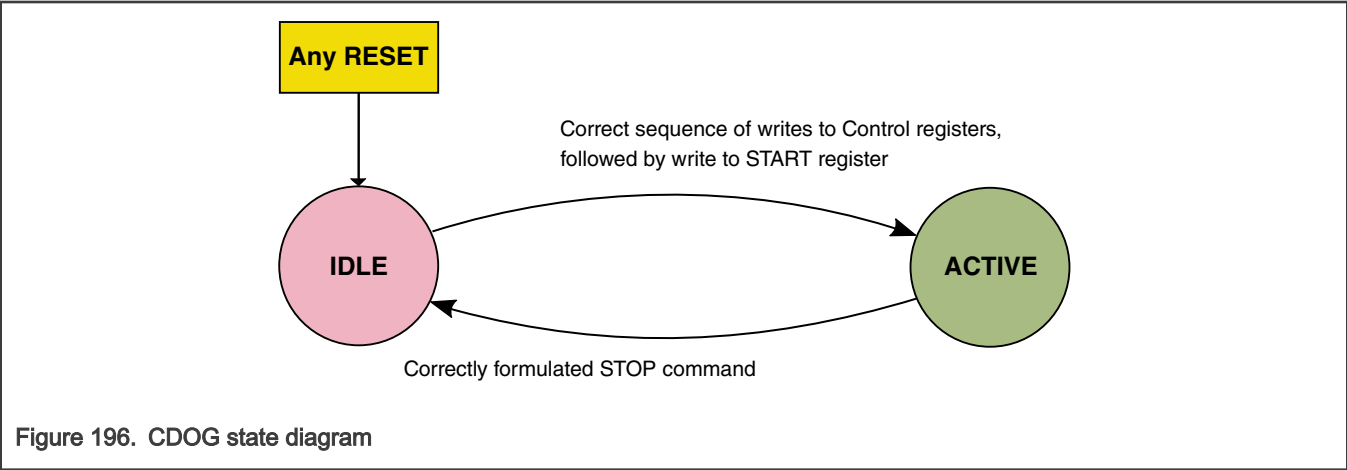 Any RESET
Correct sequence of writes to Control registers,
followed by write to START register
IDLE
ACTIVE
Correctly formulated STOP command
Figure 196. CDOG state diagram